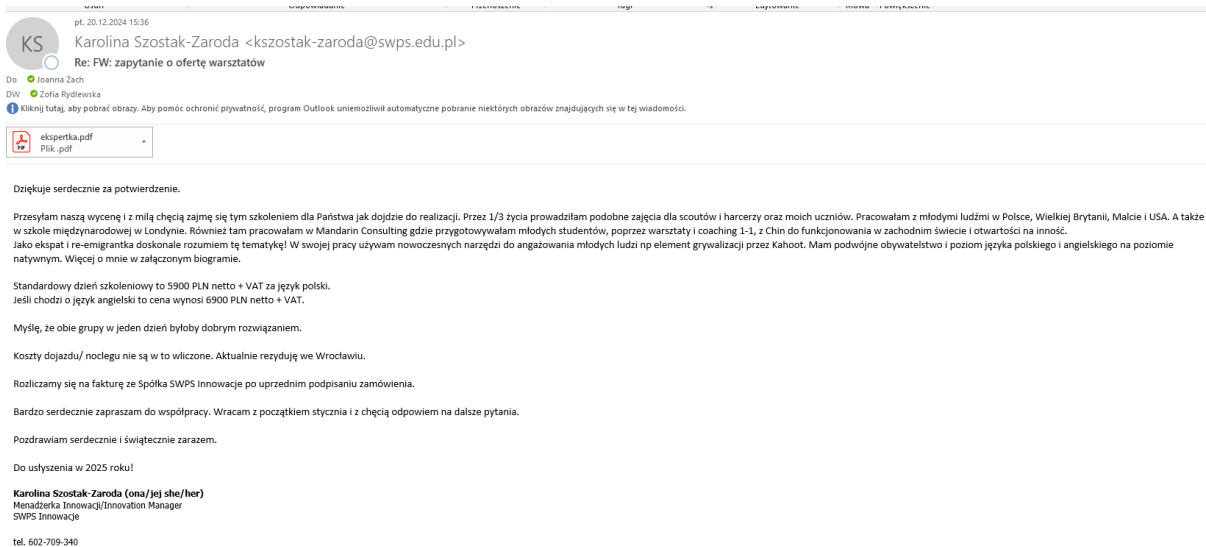 Usuń Odpowiadanie Przenoszenie Tagi Edytowanie Mowa Powiększenie
pt. 20.12.2024 15:36
KS
Karolina Szostak-Zaroda <kszostak-zaroda@swps.edu.pl>
Re: FW: zapytanie o ofertę warsztatów
Do Joanna Żach
DW Zofia Rydlewska
Kliknij tutaj, aby pobrać obrazy. Aby pomóc ochronić prywatność, program Outlook uniemożliwił automatyczne pobranie niektórych obrazów znajdujących się w tej wiadomości.
PDF
ekspertka.pdf
Plik .pdf
Dziękuje serdecznie za potwierdzenie.
Przesyłam naszą wycenę i z milą chęcią zajmę się tym szkoleniem dla Państwa jak dojdzie do realizacji. Przez 1/3 życia prowadziłam podobne zajęcia dla scoutów i harcerzy oraz moich uczniów. Pracowałam z młodymi ludźmi w Polsce, Wielkiej Brytanii, Malcie i USA. A także
w szkole międzynarodowej w Londynie. Również tam pracowałam w Mandarin Consulting gdzie przygotowywałam młodych studentów, poprzez warsztaty i coaching 1-1, z Chin do funkcjonowania w zachodnim świecie i otwartości na inność.
Jako ekspat i re-emigrantka doskonale rozumiem tę tematykę! W swojej pracy używam nowoczesnych narzędzi do angażowania młodych ludzi np element grywalizacji przez Kahoot. Mam podwójne obywatelstwo i poziom języka polskiego i angielskiego na poziomie
natywnym. Więcej o mnie w załączonym biogramie.
Standardowy dzień szkoleniowy to 5900 PLN netto + VAT za język polski.
Jeśli chodzi o język angielski to cena wynosi 6900 PLN netto + VAT.
Myślę, że obie grupy w jeden dzień byłoby dobrym rozwiązaniem.
Koszty dojazdu/ noclegu nie są w to wliczone. Aktualnie rezyduję we Wrocławiu.
Rozliczamy się na fakturę ze Spółka SWPS Innowacje po uprzednim podpisaniu zamówienia.
Bardzo serdecznie zapraszam do współpracy. Wracam z początkiem stycznia i z chęcią odpowiem na dalsze pytania.
Pozdrawiam serdecznie i świątecznie zarazem.
Do usłyszenia w 2025 roku!
Karolina Szostak-Zaroda (ona/jej she/her)
Menadżerka Innowacji/Innovation Manager
SWPS Innowacje
tel. 602-709-340